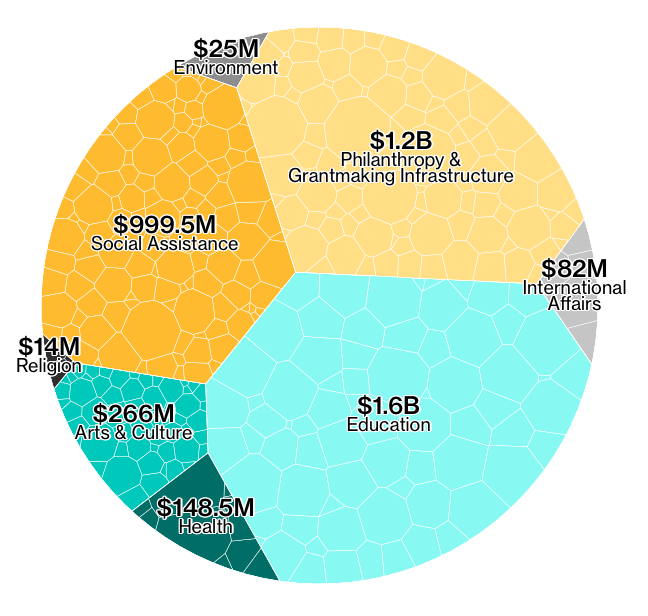 $25M
Environment
$1.2B
Philanthropy &
Grantmaking Infrastructure
$999.5M
Social Assistance
$82M
International
Affairs
$14M
Religion
$1.6B
Education
$266M
Arts & Culture
$148.5M
Health